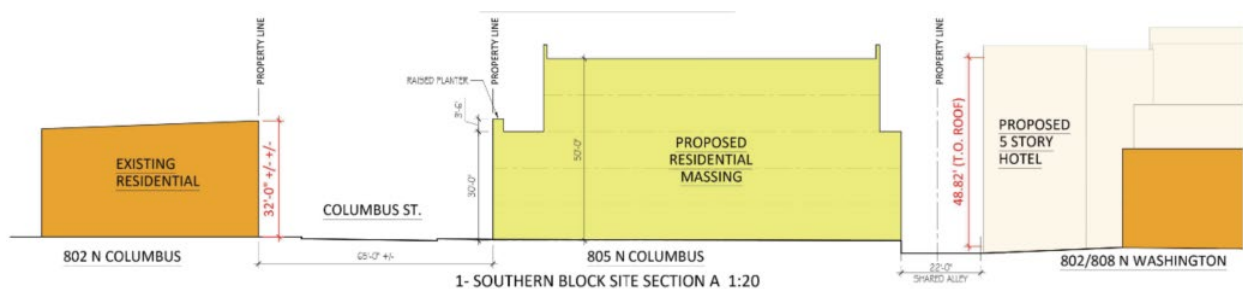 PROPERTY LINE
PROPERTY LINE
PROPERTY LINE
RAISED PLANTER
3'-6"
EXISTING
RESIDENTIAL
32'-0" +/- +/-
COLUMBUS ST.
30'-0"
50'-0"
PROPOSED
RESIDENTIAL
MASSING
48.82' (T.O. ROOF)
PROPOSED
5 STORY
HOTEL
802 N COLUMBUS
65'-0" +/-
805 N COLUMBUS
22'-0"
SHARED ALLEY
802/808 N WASHINGTON
1- SOUTHERN BLOCK SITE SECTION A 1:20